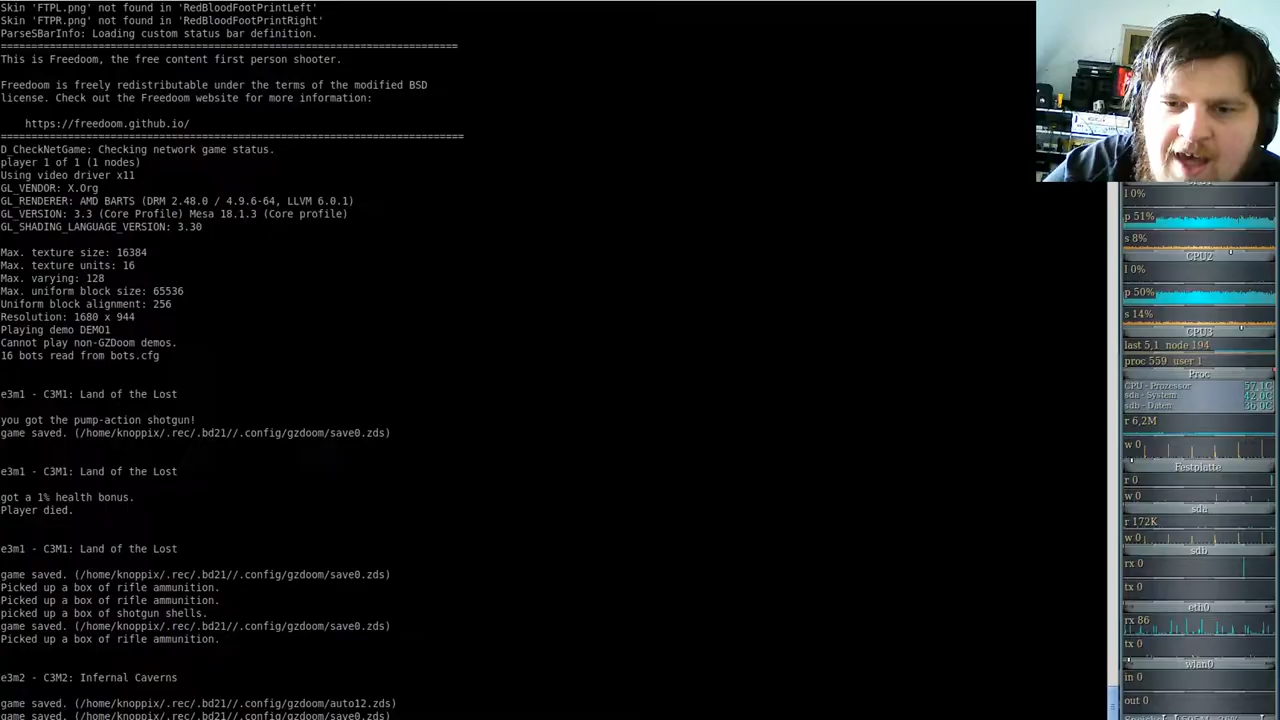 Skin 'FTPL.png' not found in 'RedBloodFootPrintLeft'
Skin 'FTPR.png' not found in 'RedBloodFootPrintRight'
ParseSBarInfo: Loading custom status bar definition.
================================================================================
This is Freedoom, the free content first person shooter.
Freedoom is freely redistributable under the terms of the modified BSD
license. Check out the Freedoom website for more information:
https://freedoom.github.io/
================================================================================
D_CheckNetGame: Checking network game status.
player 1 of 1 (1 nodes)
Using video driver x11
GL_VENDOR: X.Org
GL_RENDERER: AMD BARTS (DRM 2.48.0 / 4.9.6-64, LLVM 6.0.1)
GL_VERSION: 3.3 (Core Profile) Mesa 18.1.3 (Core profile)
GL_SHADING_LANGUAGE_VERSION: 3.30
Max. texture size: 16384
Max. texture units: 16
Max. varying: 128
Max. uniform block size: 65536
Uniform block alignment: 256
Resolution: 1680 x 944
Playing demo DEMO1
Cannot play non-GZDoom demos.
16 bots read from bots.cfg
e3m1 - C3M1: Land of the Lost
you got the pump-action shotgun!
game saved. (/home/knoppix/.rec/.bd21//.config/gzdoom/save0.zds)
e3m1 - C3M1: Land of the Lost
got a 1% health bonus.
Player died.
e3m1 - C3M1: Land of the Lost
game saved. (/home/knoppix/.rec/.bd21//.config/gzdoom/save0.zds)
Picked up a box of rifle ammunition.
Picked up a box of rifle ammunition.
picked up a box of shotgun shells.
game saved. (/home/knoppix/.rec/.bd21//.config/gzdoom/save0.zds)
Picked up a box of rifle ammunition.
e3m2 - C3M2: Infernal Caverns
game saved. (/home/knoppix/.rec/.bd21//.config/gzdoom/auto12.zds)
game saved. (/home/knoppix/.rec/.bd21//.config/gzdoom/save0.zds)
l 0%
p 51%
s 8%
CPU2
l 0%
p 50%
s 14%
CPU3
last 5,1 node 194
proc 559 user 1
Proc
CPU - Prozessor 57,1C
sda - System 42,0C
sdb - Daten 36,0C
r 6,2M
w 0
Festplatte
r 0
w 0
sda
r 172K
w 0
sdb
rx 0
tx 0
eth0
rx 86
tx 0
wlan0
in 0
out 0